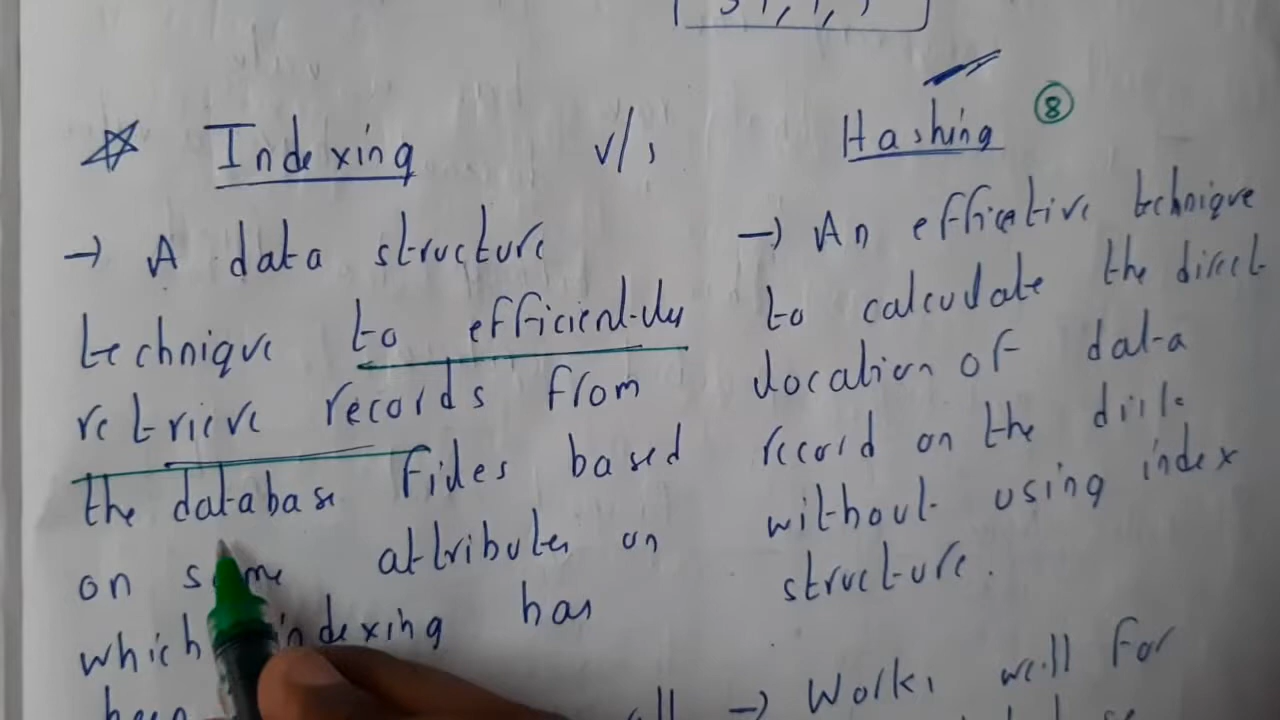 ☆ Indexing v/s Hashing 8
→ A data structure
technique to efficiently
retrieve records from
the database files based
on some attributes on
which indexing has
been
→ An effective technique
to calculate the direct
location of data
record on the disk
without using index
structure.
→ Works well for